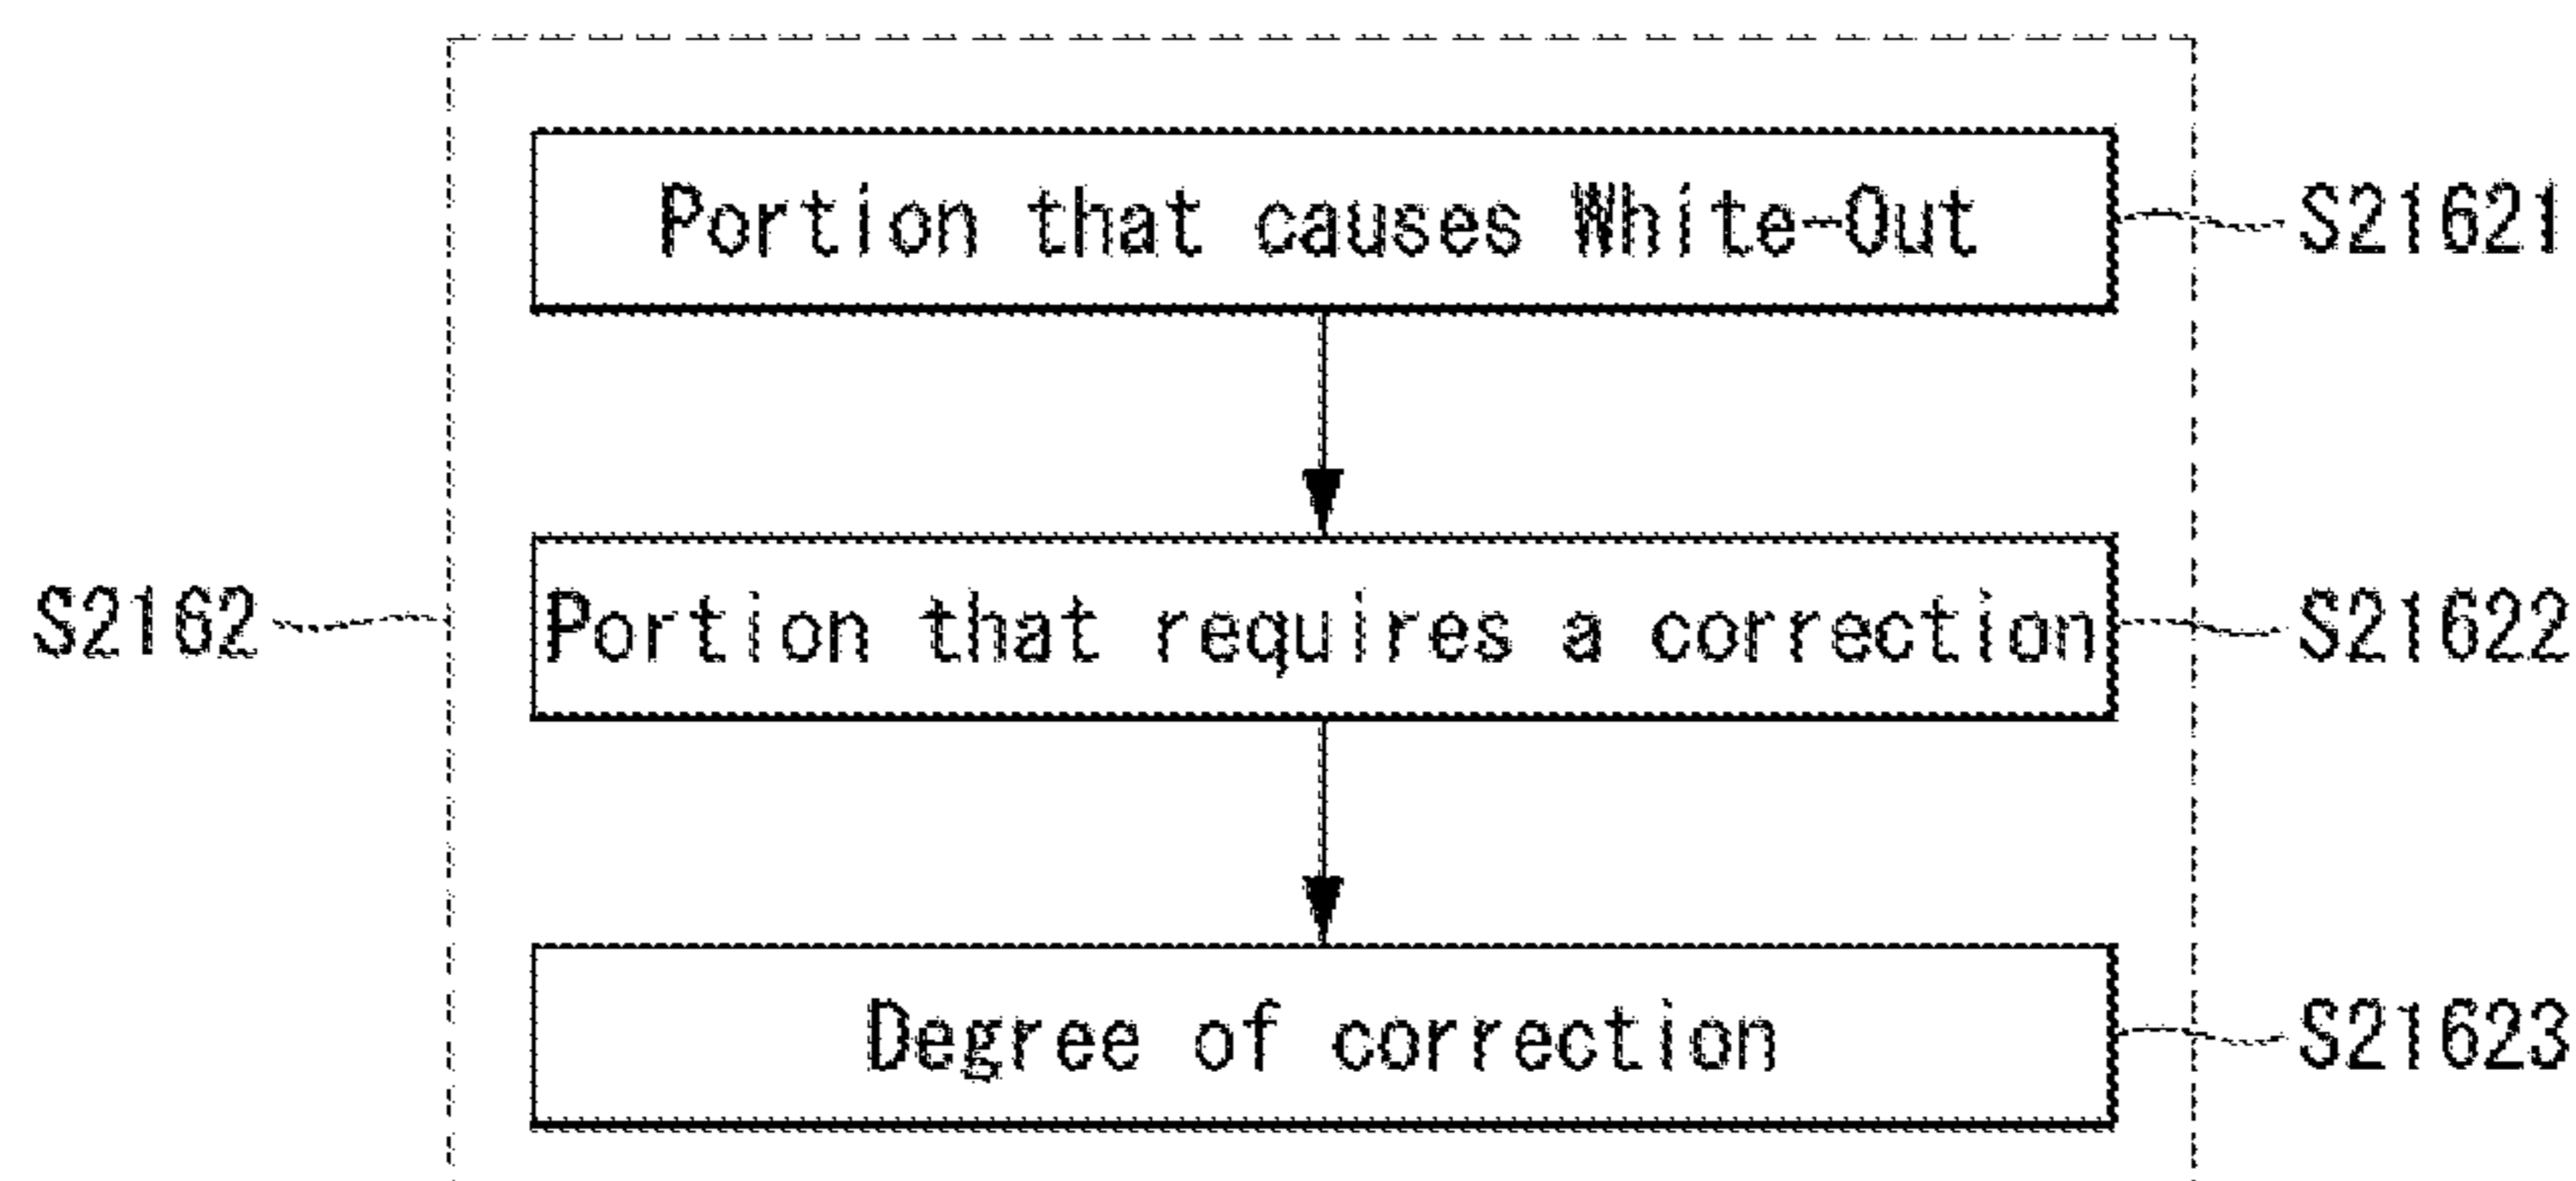 Portion that causes White-Out
S21621
S2162
Portion that requires a correction
S21622
Degree of correction
S21623